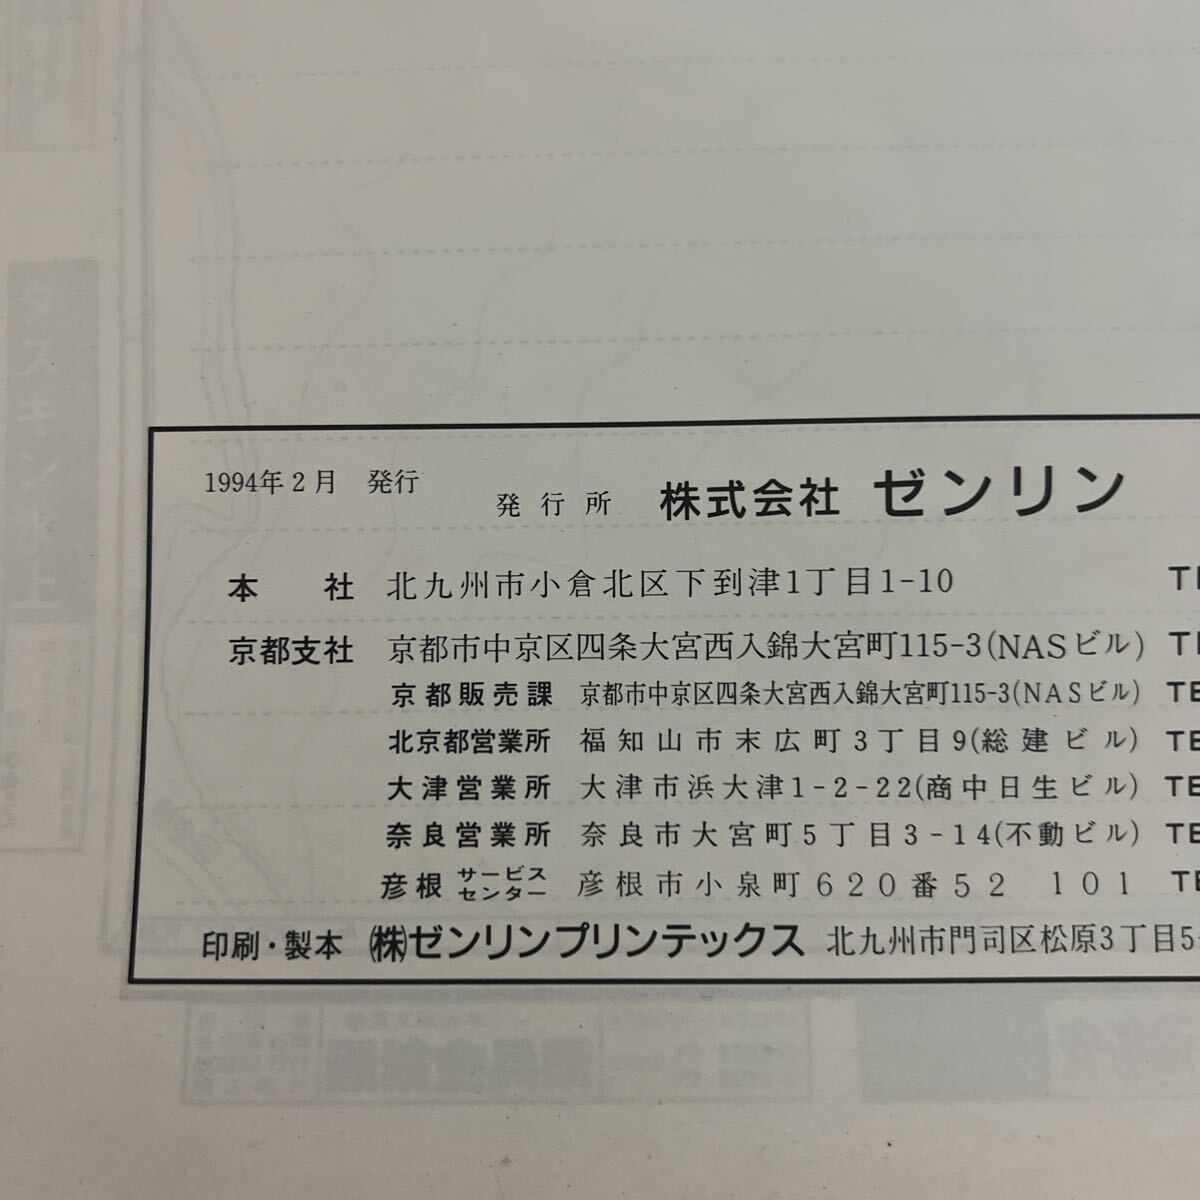 1994年2月　発行
発行所　株式会社 ゼンリン
本　社　北九州市小倉北区下到津1丁目1-10　TE
京都支社　京都市中京区四条大宮西入錦大宮町115-3(NASビル)　TE
京都販売課　京都市中京区四条大宮西入錦大宮町115-3(NASビル)　TE
北京都営業所　福知山市末広町3丁目9(総建ビル)　TE
大津営業所　大津市浜大津1-2-22(商中日生ビル)　TE
奈良営業所　奈良市大宮町5丁目3-14(不動ビル)　TE
彦根サービスセンター　彦根市小泉町620番52　101　TE
印刷・製本　㈱ゼンリンプリンテックス　北九州市門司区松原3丁目5-